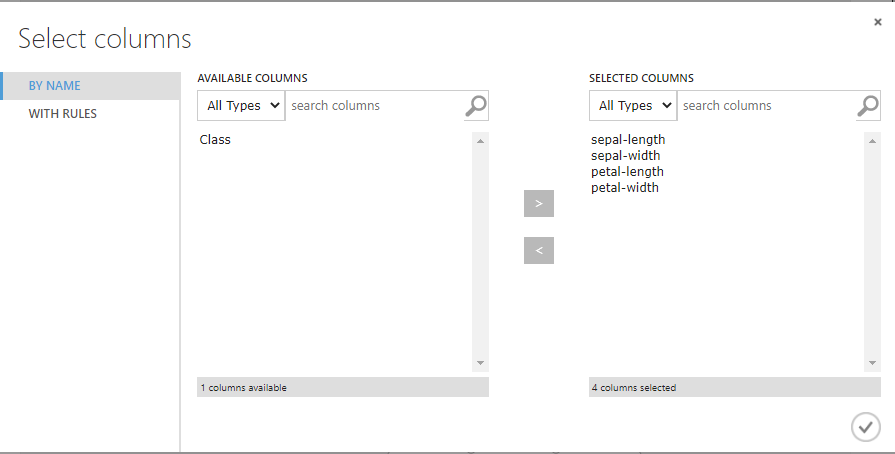 Select columns
×
BY NAME
WITH RULES
AVAILABLE COLUMNS
All Types
search columns
Class
1 columns available
>
<
SELECTED COLUMNS
All Types
search columns
sepal-length
sepal-width
petal-length
petal-width
4 columns selected